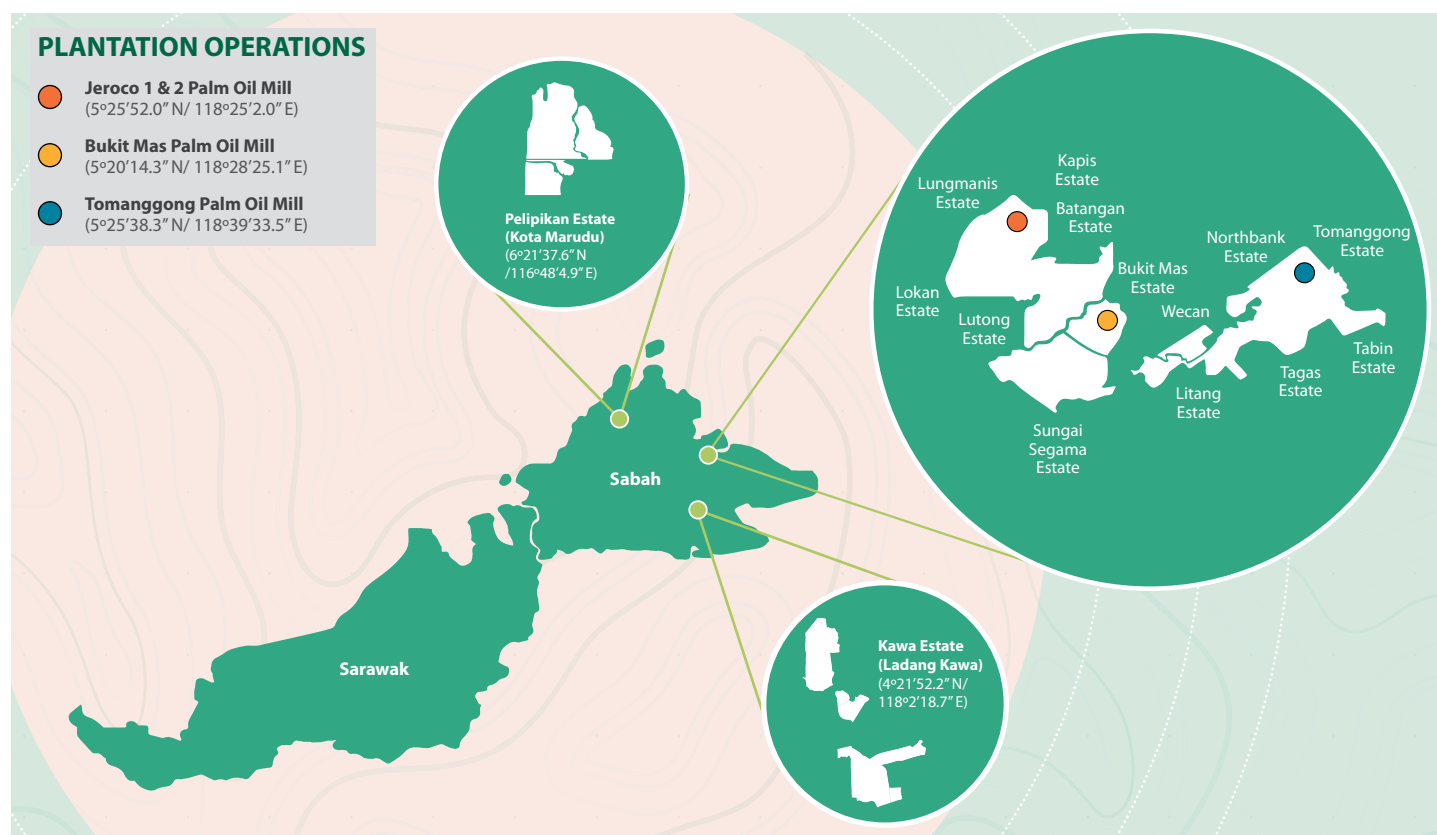 PLANTATION OPERATIONS
Jeroco 1 & 2 Palm Oil Mill
(5º25’52.0” N/ 118º25’2.0” E)
Bukit Mas Palm Oil Mill
(5º20’14.3” N/ 118º28’25.1” E)
Tomanggong Palm Oil Mill
(5º25’38.3” N/ 118º39’33.5” E)
Pelipikan Estate
(Kota Marudu)
(6º21’37.6” N
/116º48’4.9” E)
Lungmanis
Estate
Kapis
Estate
Batangan
Estate
Bukit Mas
Estate
Lokan
Estate
Lutong
Estate
Sungai
Segama
Estate
Northbank
Estate
Tomanggong
Estate
Wecan
Litang
Estate
Tagas
Estate
Tabin
Estate
Sabah
Sarawak
Kawa Estate
(Ladang Kawa)
(4º21’52.2” N/
118º2’18.7” E)